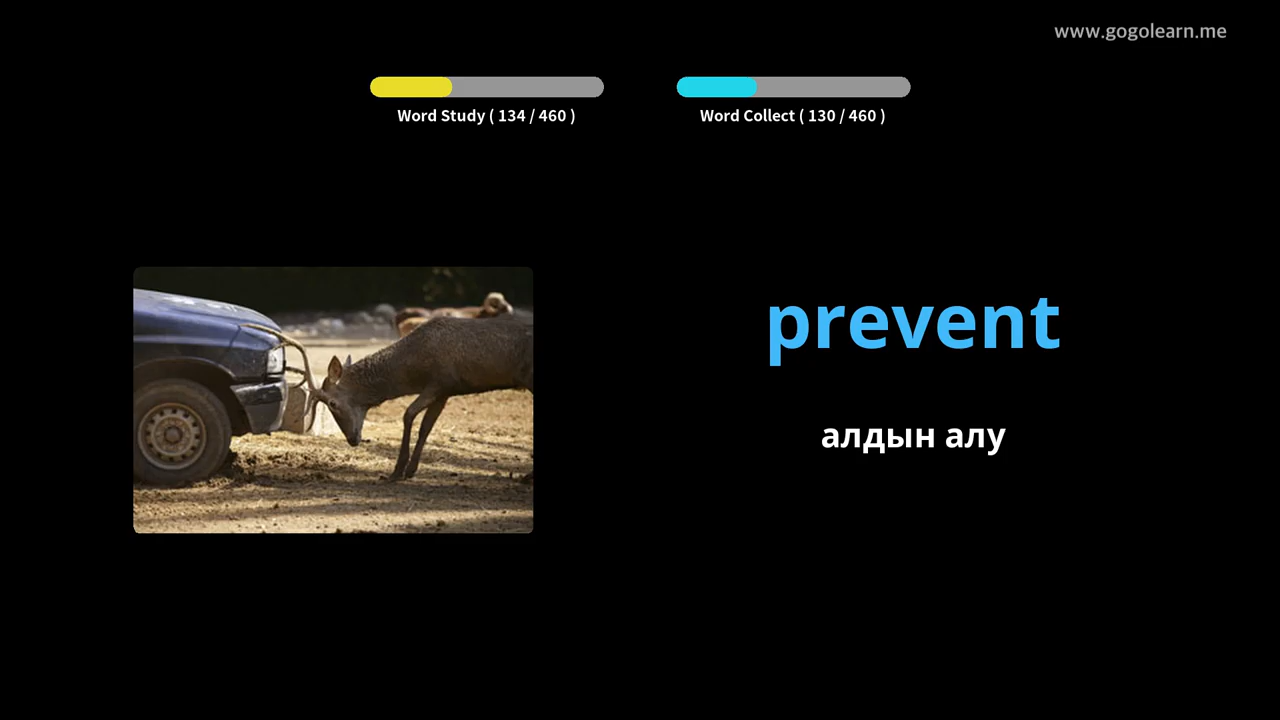 www.gogolearn.me
Word Study ( 134 / 460 )
Word Collect ( 130 / 460 )
prevent
алдын алу